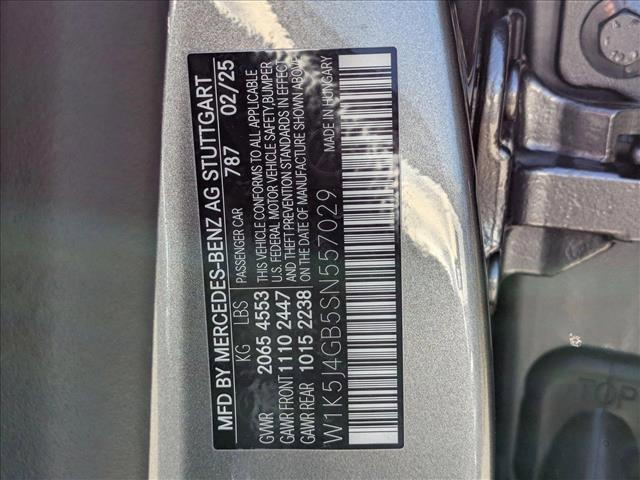 MFD BY MERCEDES-BENZ AG STUTTGART
KG LBS PASSENGER CAR 787 02/25
GVWR 2065 4553 THIS VEHICLE CONFORMS TO ALL APPLICABLE
U.S. FEDERAL MOTOR VEHICLE SAFETY,BUMPER
GAWR FRONT 1110 2447 AND THEFT PREVENTION STANDARDS IN EFFECT
GAWR REAR 1015 2238 ON THE DATE OF MANUFACTURE SHOWN ABOVE
W1K5J4GB5SN557029 MADE IN HUNGARY
TOP